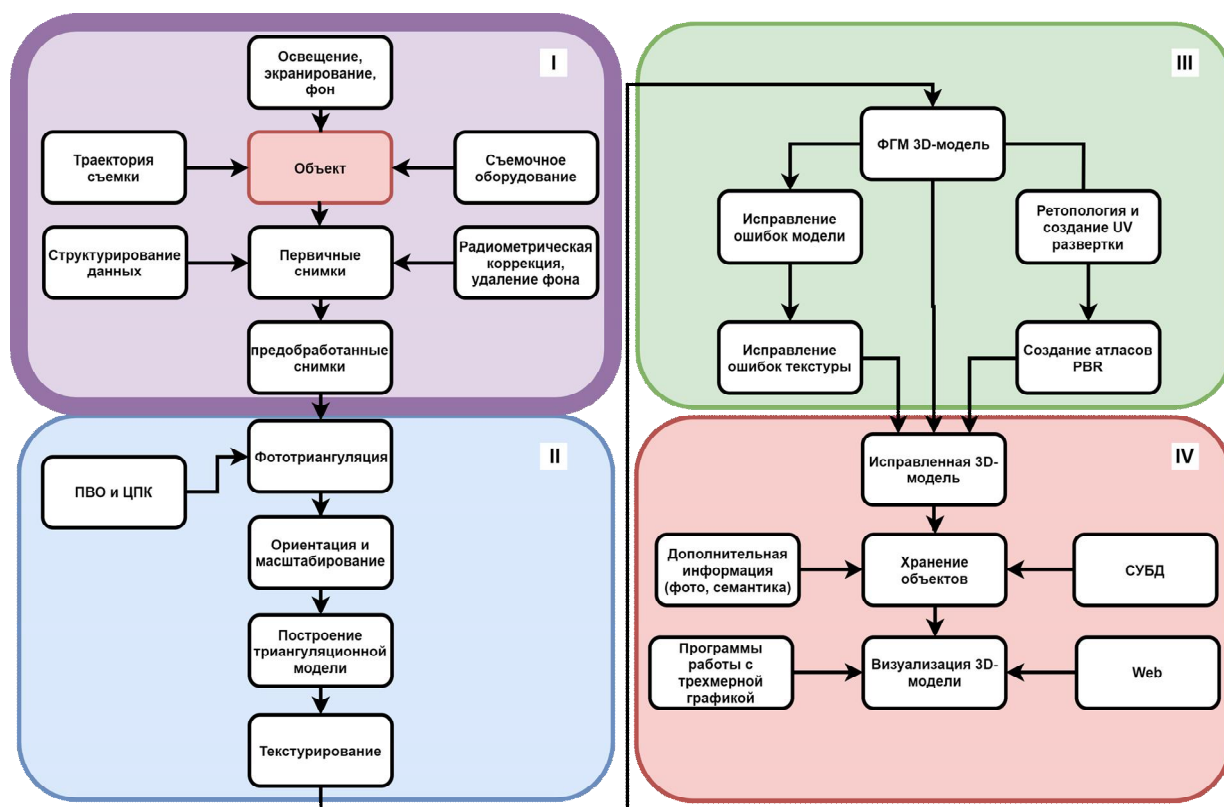 I
Освещение,
экранирование,
фон
Траектория
съемки
Объект
Съемочное
оборудование
Структурирование
данных
Первичные
снимки
Радиометрическая
коррекция,
удаление фона
предобработанные
снимки
II
ПВО и ЦПК
Фототриангуляция
Ориентация и
масштабирование
Построение
триангуляционной
модели
Текстурирование
III
ФГМ 3D-модель
Исправление
ошибок модели
Ретопология и
создание UV
развертки
Исправление
ошибок текстуры
Создание атласов
PBR
IV
Исправленная 3D-
модель
Дополнительная
информация
(фото, семантика)
Хранение
объектов
СУБД
Программы
работы с
трехмерной
графикой
Визуализация 3D-
модели
Web